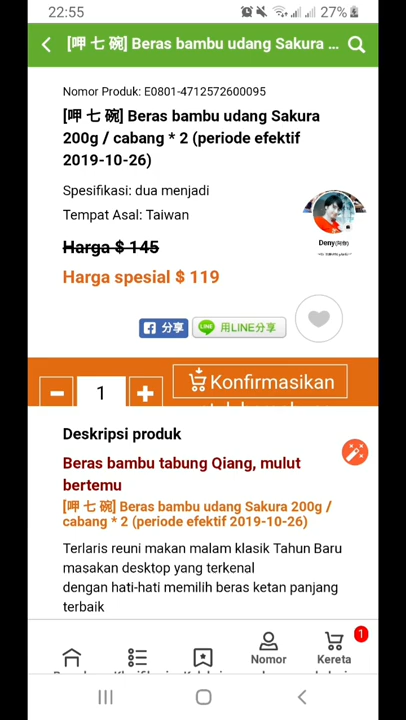 22:55
27%
[呷 七 碗] Beras bambu udang Sakura ...
Nomor Produk: E0801-4712572600095
[呷 七 碗] Beras bambu udang Sakura
200g / cabang * 2 (periode efektif
2019-10-26)
Spesifikasi: dua menjadi
Tempat Asal: Taiwan
Deny
Harga $ 145
Harga spesial $ 119
分享
用LINE分享
1
Konfirmasikan
Deskripsi produk
Beras bambu tabung Qiang, mulut
bertemu
[呷 七 碗] Beras bambu udang Sakura 200g /
cabang * 2 (periode efektif 2019-10-26)
Terlaris reuni makan malam klasik Tahun Baru
masakan desktop yang terkenal
dengan hati-hati memilih beras ketan panjang
terbaik
1
Nomor
Kereta